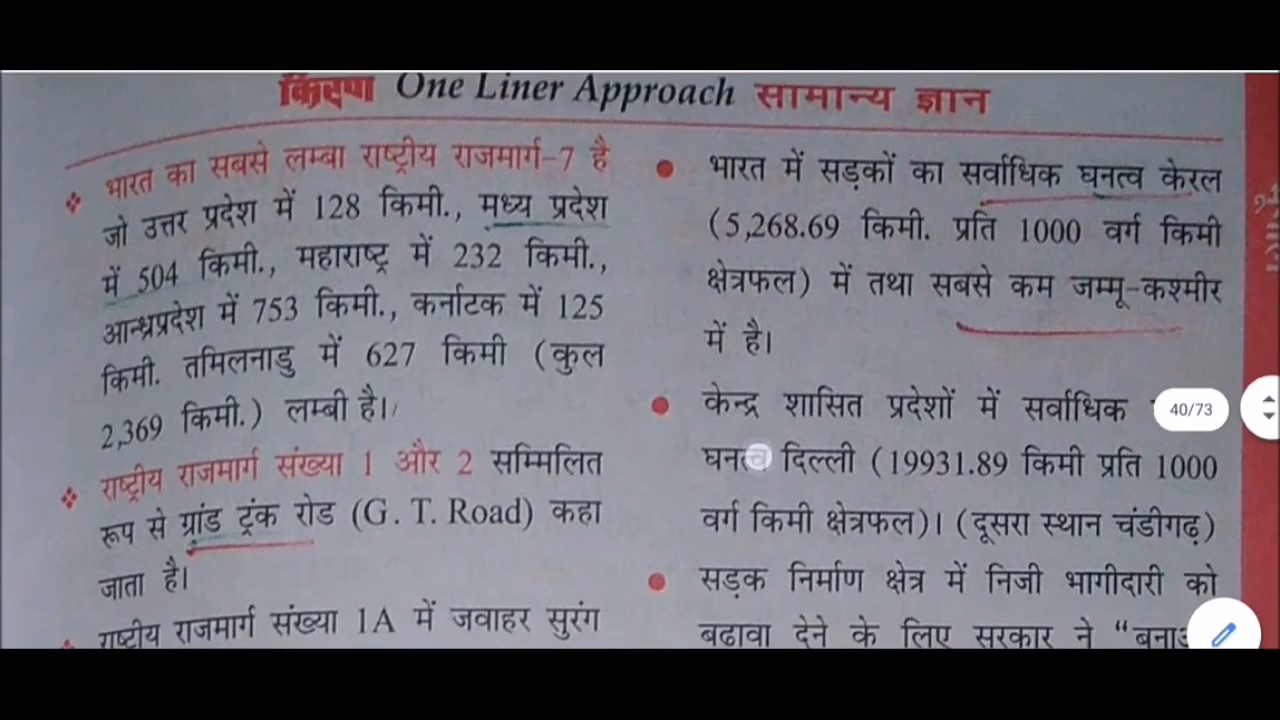 किरण One Liner Approach सामान्य ज्ञान
भारत का सबसे लम्बा राष्ट्रीय राजमार्ग-7 है
जो उत्तर प्रदेश में 128 किमी., मध्य प्रदेश
में 504 किमी., महाराष्ट्र में 232 किमी.,
आन्ध्रप्रदेश में 753 किमी., कर्नाटक में 125
किमी. तमिलनाडु में 627 किमी (कुल
2,369 किमी.) लम्बी है।
राष्ट्रीय राजमार्ग संख्या 1 और 2 सम्मिलित
रूप से ग्रांड ट्रंक रोड (G. T. Road) कहा
जाता है।
राष्ट्रीय राजमार्ग संख्या 1A में जवाहर सुरंग
भारत में सड़कों का सर्वाधिक घनत्व केरल
(5,268.69 किमी. प्रति 1000 वर्ग किमी
क्षेत्रफल) में तथा सबसे कम जम्मू-कश्मीर
में है।
केन्द्र शासित प्रदेशों में सर्वाधिक
40/73
घनत्व दिल्ली (19931.89 किमी प्रति 1000
वर्ग किमी क्षेत्रफल)। (दूसरा स्थान चंडीगढ़)
सड़क निर्माण क्षेत्र में निजी भागीदारी को
बढावा देने के लिए सरकार ने